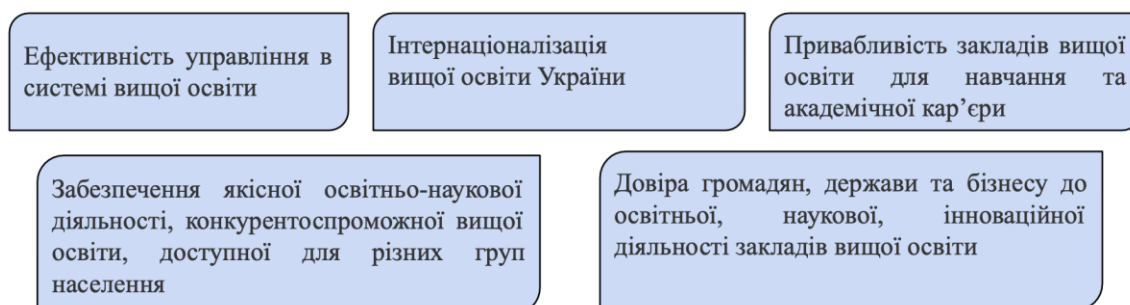 Ефективність управління в
системі вищої освіти
Інтернаціоналізація
вищої освіти України
Привабливість закладів вищої
освіти для навчання та
академічної кар’єри
Забезпечення якісної освітньо-наукової
діяльності, конкурентоспроможної вищої
освіти, доступної для різних груп
населення
Довіра громадян, держави та бізнесу до
освітньої, наукової, інноваційної
діяльності закладів вищої освіти